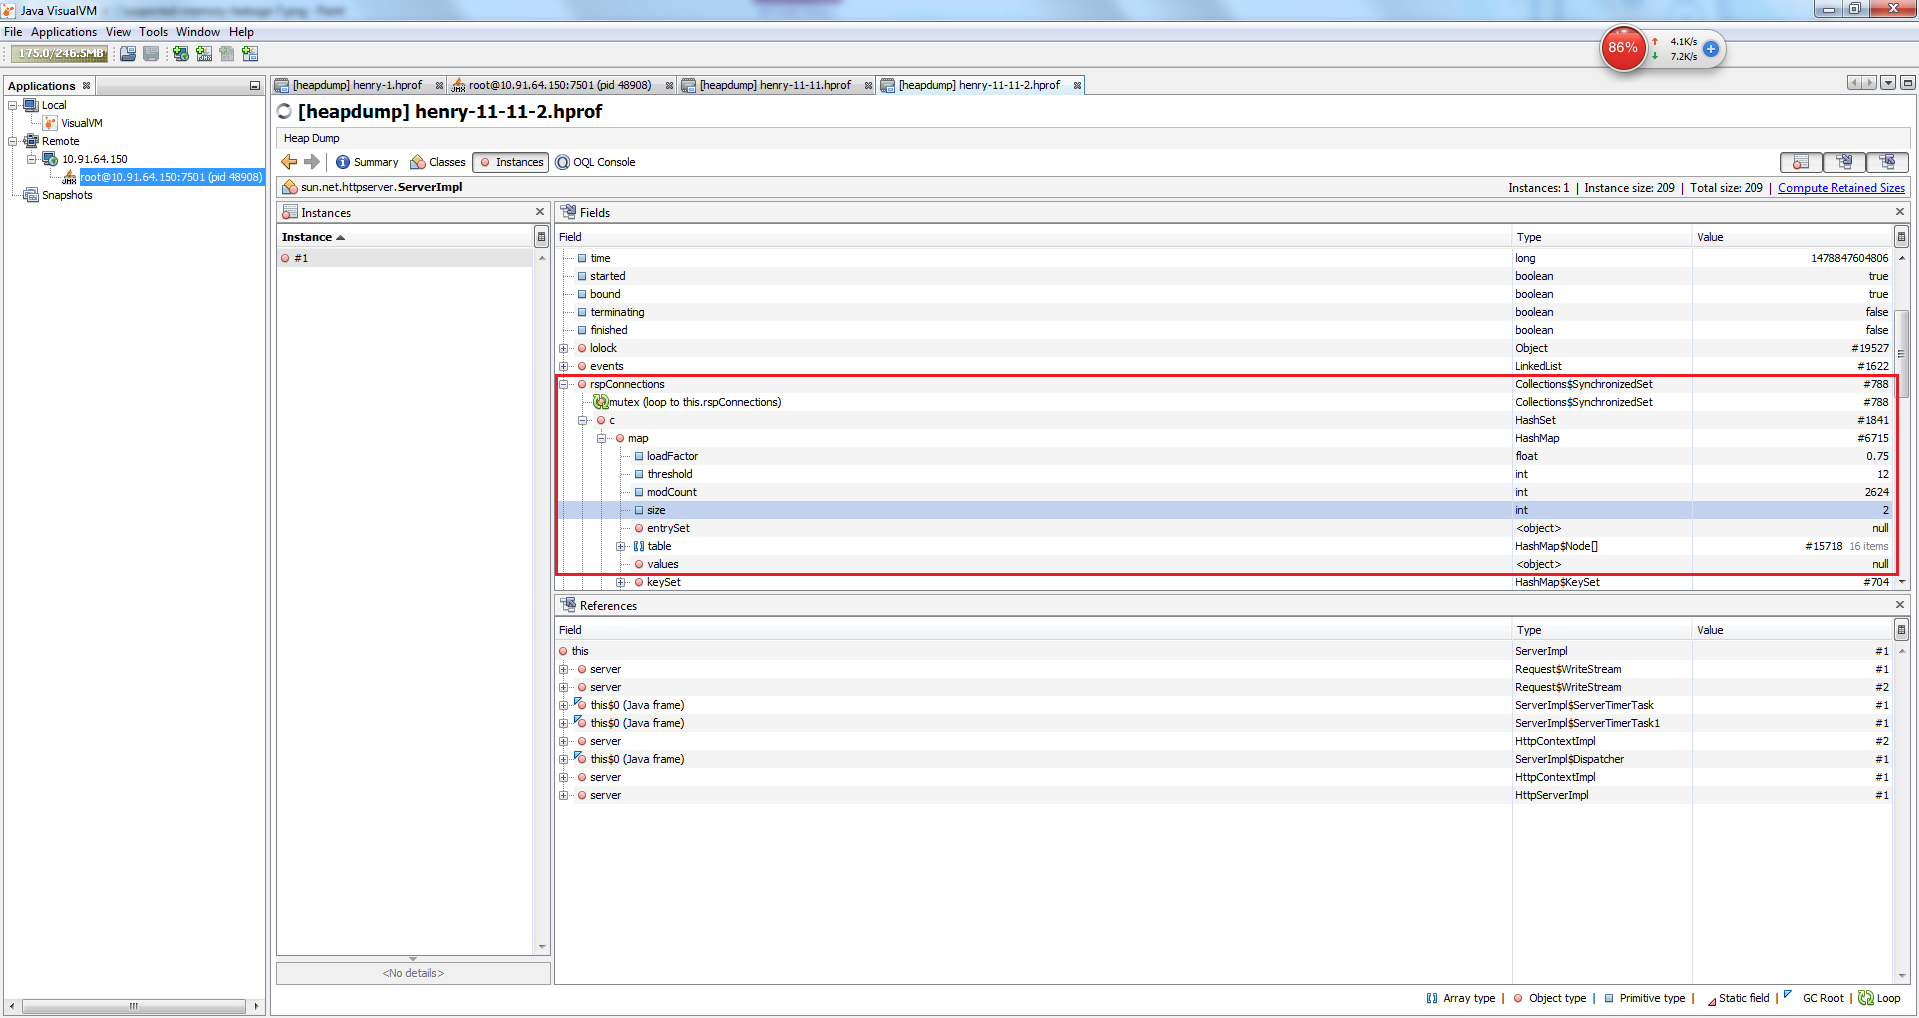 Java VisualVM
File Applications View Tools Window Help
175.0/246.5MB
86% 4.1K/s
7.2K/s
Applications
[heapdump] henry-1.hprof root@10.91.64.150:7501 (pid 48908) [heapdump] henry-11-11.hprof [heapdump] henry-11-11-2.hprof
Local
VisualVM
Remote
10.91.64.150
root@10.91.64.150:7501 (pid 48908)
Snapshots
[heapdump] henry-11-11-2.hprof
Heap Dump
Summary Classes Instances OQL Console
sun.net.httpserver.ServerImpl
Instances: 1 | Instance size: 209 | Total size: 209 | Compute Retained Sizes
Instances
Instance
#1
<No details>
Fields
Field Type Value
time long 1478847604806
started boolean true
bound boolean true
terminating boolean false
finished boolean false
lolock Object #19527
events LinkedList #1622
rspConnections Collections$SynchronizedSet #788
mutex (loop to this.rspConnections) Collections$SynchronizedSet #788
c HashSet #1841
map HashMap #6715
loadFactor float 0.75
threshold int 12
modCount int 2624
size int 2
entrySet <object> null
table HashMap$Node[] #15718 16 items
values <object> null
keySet HashMap$KeySet #704
References
Field Type Value
this ServerImpl #1
server Request$WriteStream #1
server Request$WriteStream #2
this$0 (Java frame) ServerImpl$ServerTimerTask #1
this$0 (Java frame) ServerImpl$ServerTimerTask1 #1
server HttpContextImpl #2
this$0 (Java frame) ServerImpl$Dispatcher #1
server HttpContextImpl #1
server HttpServerImpl #1
Array type | Object type | Primitive type | Static field | GC Root | Loop